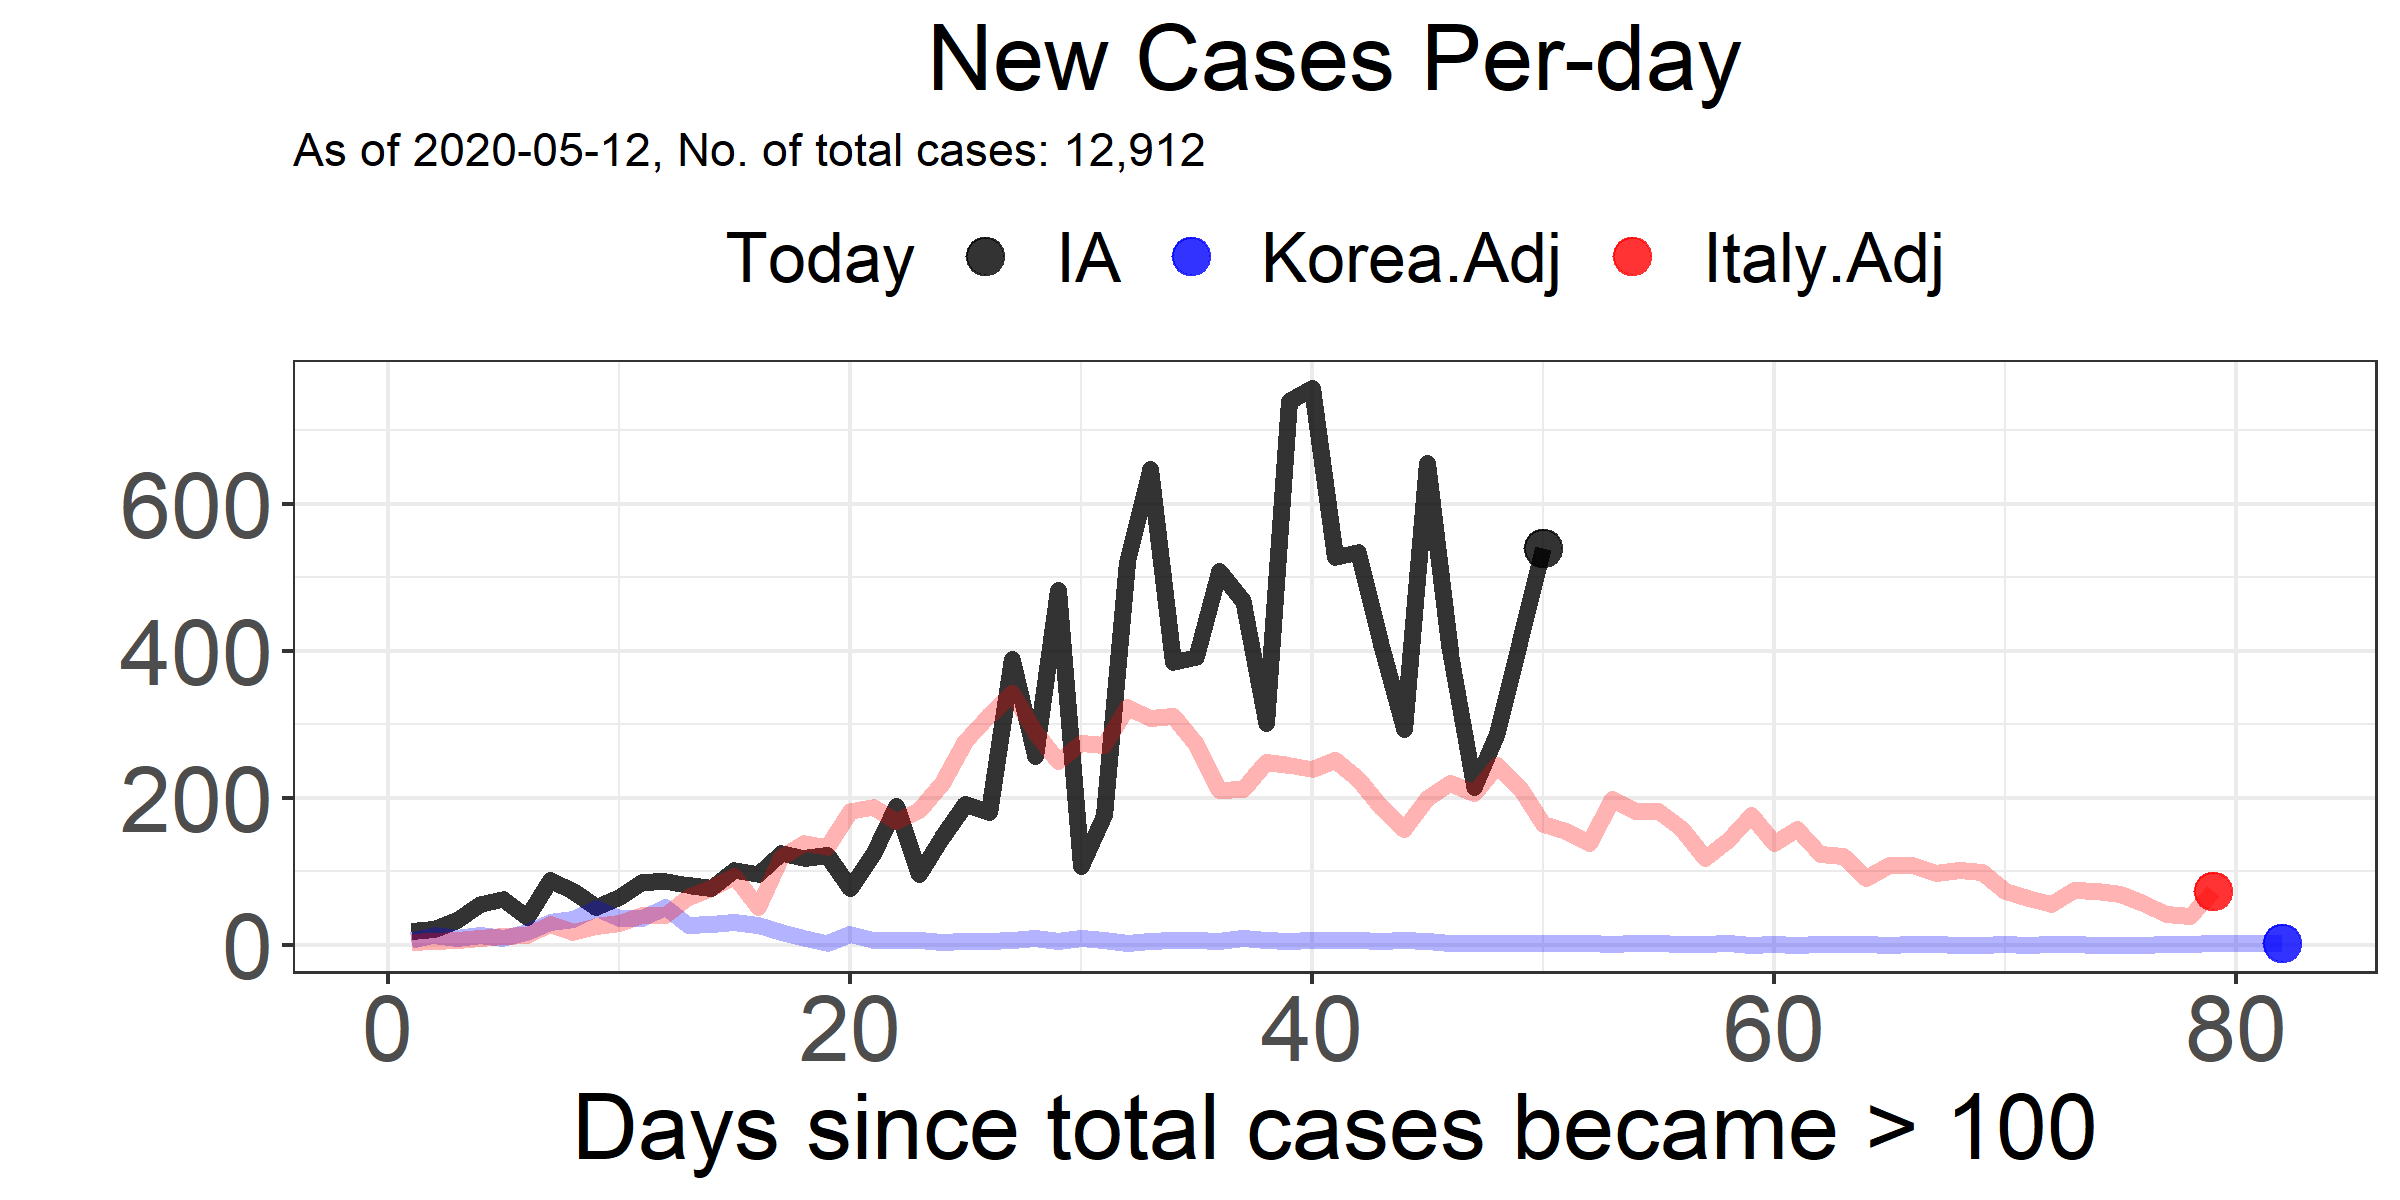 New Cases Per-day
As of 2020-05-12, No. of total cases: 12,912
Today IA Korea.Adj Italy.Adj
600
400
200
0
0 20 40 60 80
Days since total cases became > 100